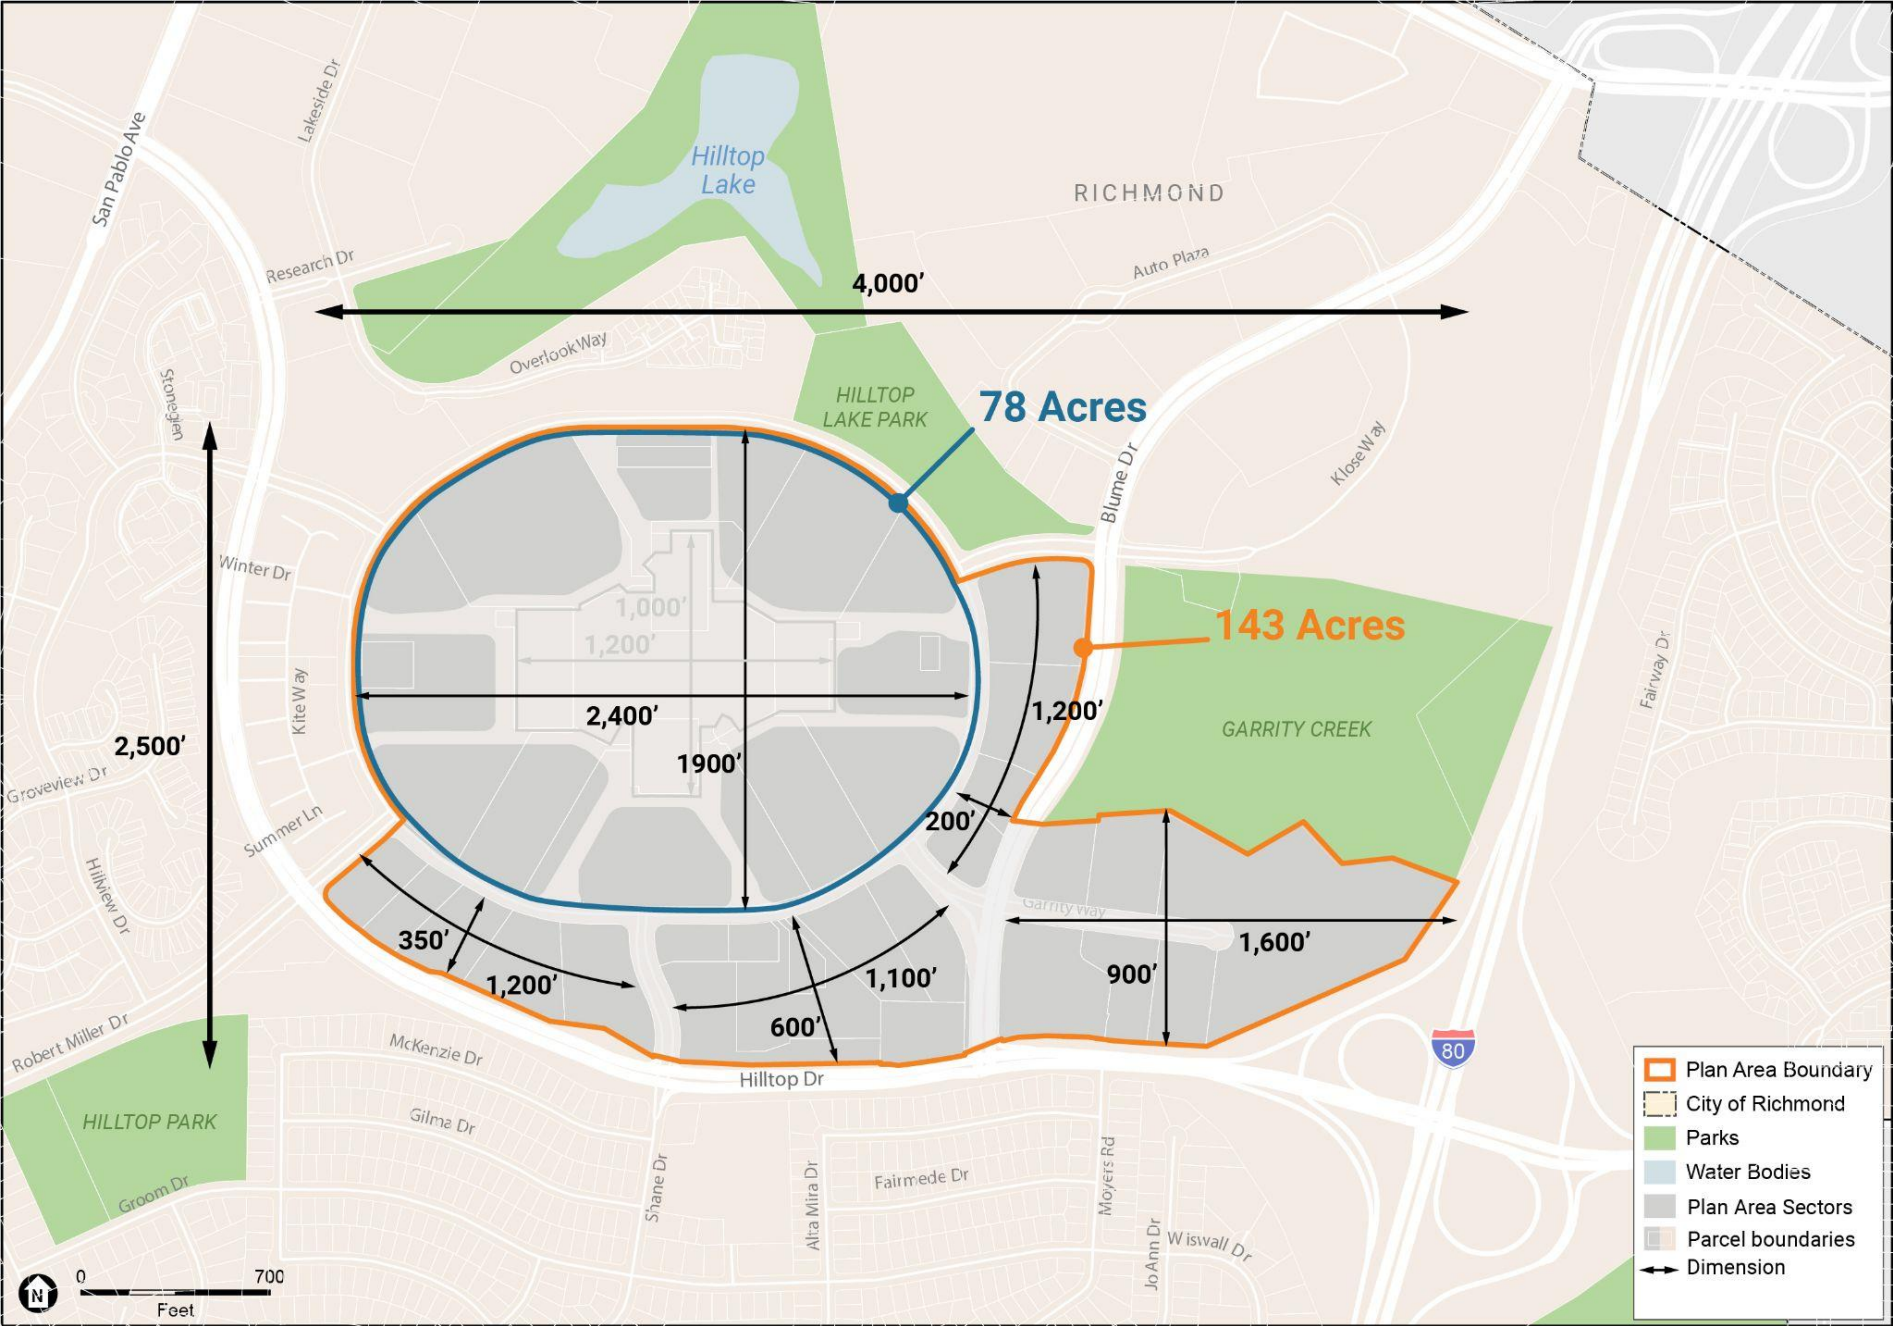 Hilltop
Lake
RICHMOND
San Pablo Ave
Lakeside Dr
Research Dr
Auto Plaza
4,000’
Overlook Way
Stoneglen
HILLTOP
LAKE PARK
78 Acres
Blume Dr
Klose Way
Winter Dr
1,000’
1,200’
143 Acres
Fairway Dr
Kite Way
2,400’
1,200’
GARRITY CREEK
2,500’
1900’
Groveview Dr
Summer Ln
200’
Hillview Dr
Garrity Way
350’
1,200’
1,100’
1,600’
900’
600’
Robert Miller Dr
McKenzie Dr
Hilltop Dr
80
HILLTOP PARK
Gilma Dr
Groom Dr
Shane Dr
Alta Mira Dr
Fairmede Dr
Moyers Rd
Jo Ann Dr
Wiswall Dr
Plan Area Boundary
City of Richmond
Parks
Water Bodies
Plan Area Sectors
Parcel boundaries
Dimension
N
0 700
Feet